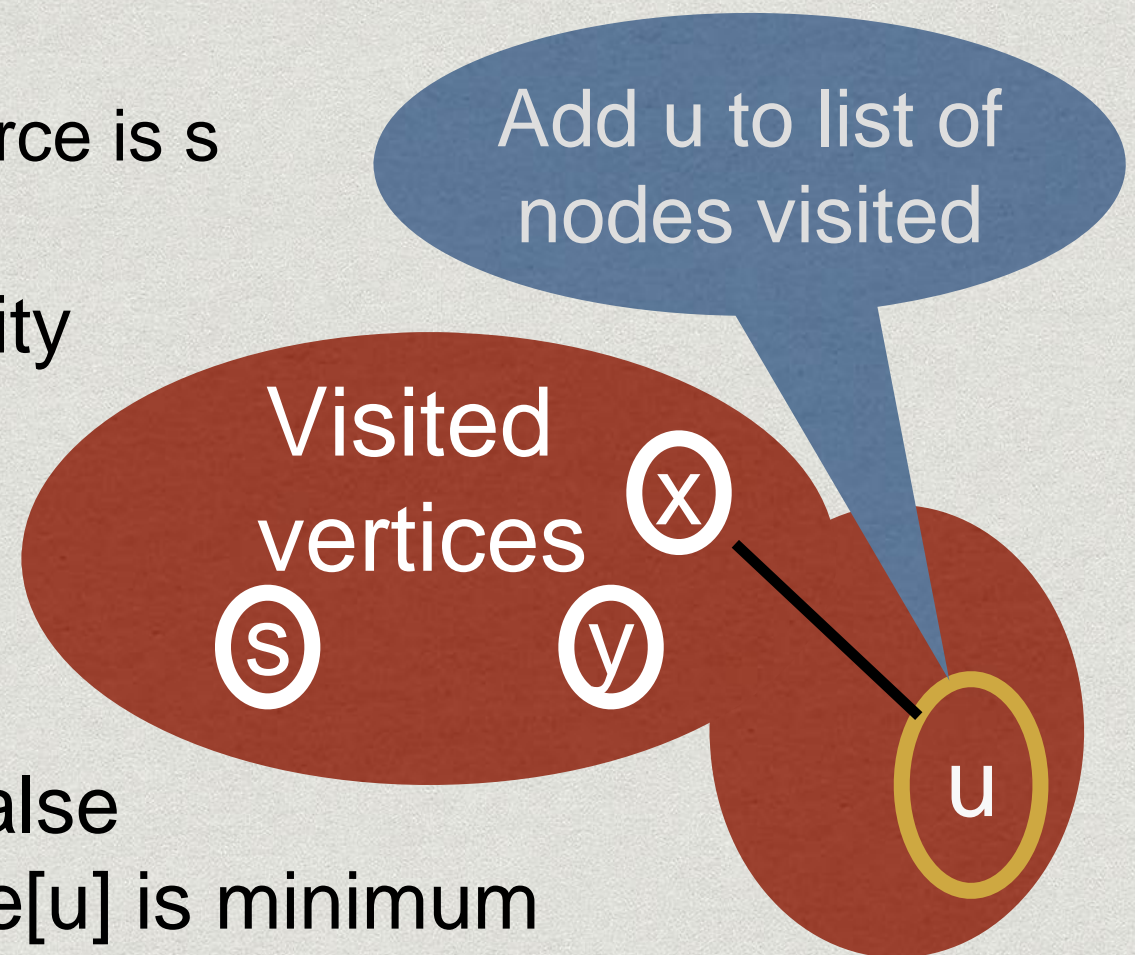 rce is s
ity
alse
e[u] is minimum
Add u to list of
nodes visited
Visited
vertices
x
s
y
u